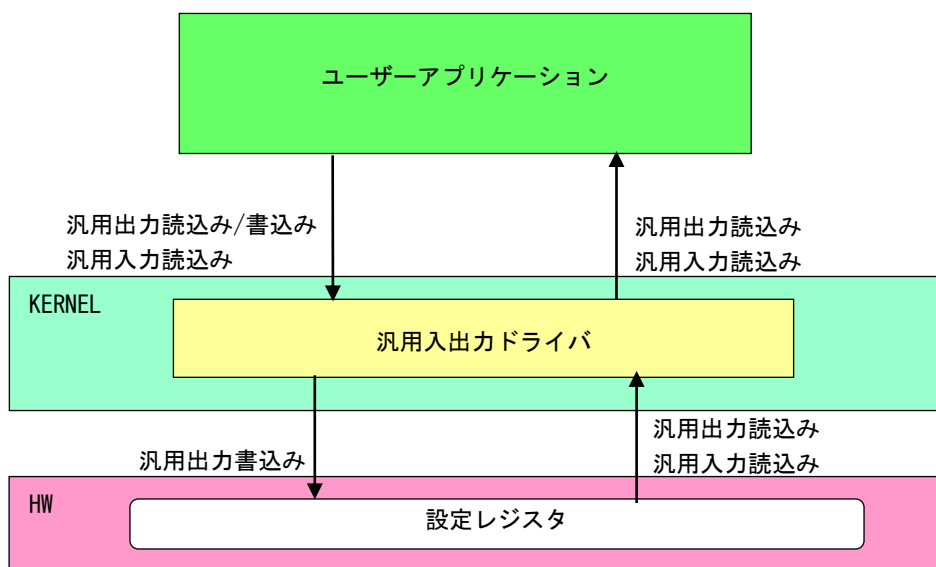 ユーザーアプリケーション
汎用出力読込み/書込み
汎用入力読込み
汎用出力読込み
汎用入力読込み
KERNEL
汎用入出力ドライバ
汎用出力書込み
汎用出力読込み
汎用入力読込み
HW
設定レジスタ